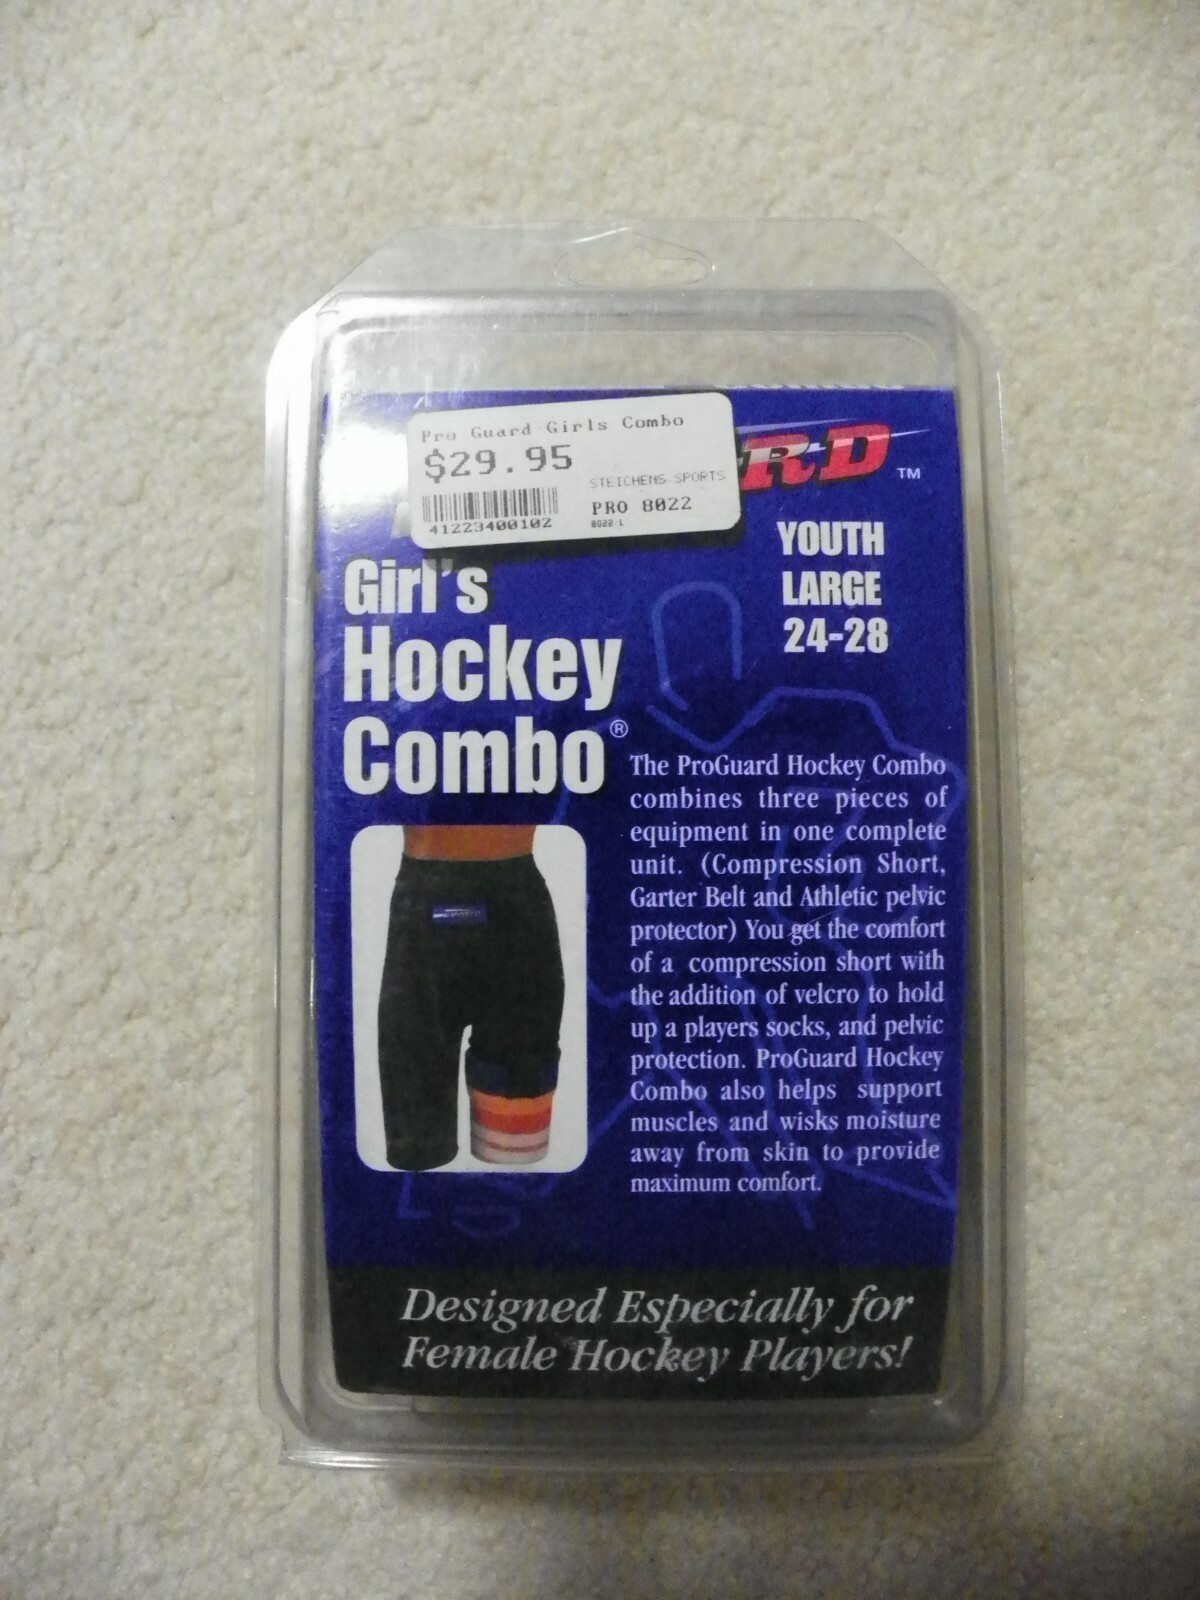 Pro Guard Girls Combo
$29.95
STEICHENS SPORTS
PRO 8022
41223400102
8022 L
RD ™
YOUTH
LARGE
24-28
Girl's
Hockey
Combo®
The ProGuard Hockey Combo
combines three pieces of
equipment in one complete
unit. (Compression Short,
Garter Belt and Athletic pelvic
protector) You get the comfort
of a compression short with
the addition of velcro to hold
up a players socks, and pelvic
protection. ProGuard Hockey
Combo also helps support
muscles and wisks moisture
away from skin to provide
maximum comfort.
Designed Especially for
Female Hockey Players!